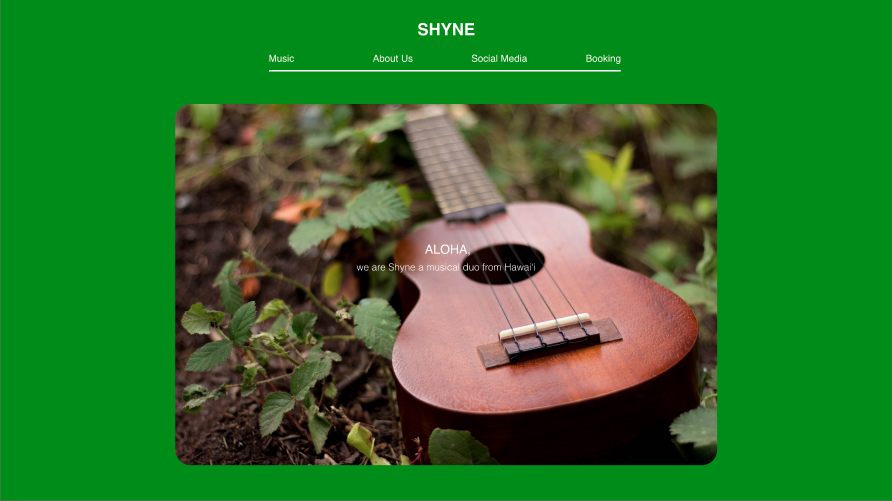 SHYNE
Music About Us Social Media Booking
ALOHA,
we are Shyne a musical duo from Hawai'i